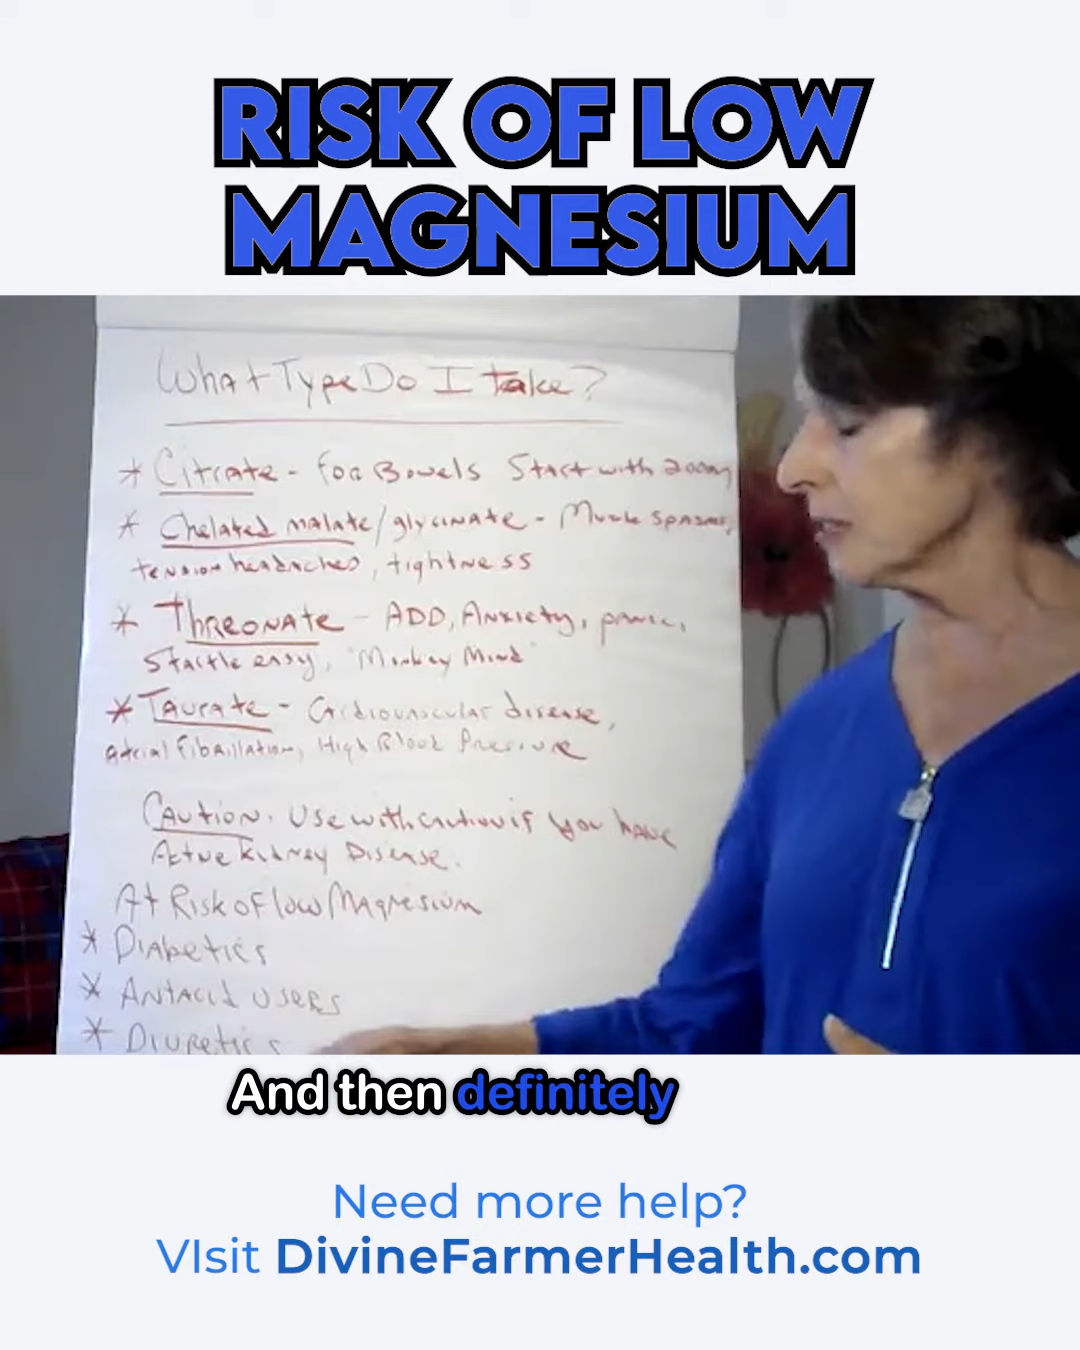 RISK OF LOW
MAGNESIUM
What Type Do I take?
* Citrate - For Bowels Start with 200mg
* Chelated malate/glycinate - Muscle spasms,
tension headaches, tightness
* Threonate - ADD, Anxiety, panic,
Startle easy, "Monkey Mind"
* Taurate - Cardiovascular disease,
Atrial Fibrillation, High Blood Pressure
Caution. Use with caution if you have
Active Kidney Disease.
At Risk of low Magnesium
* Diabetics
* Antacid users
* Diuretics
And then definitely
Need more help?
VIsit DivineFarmerHealth.com